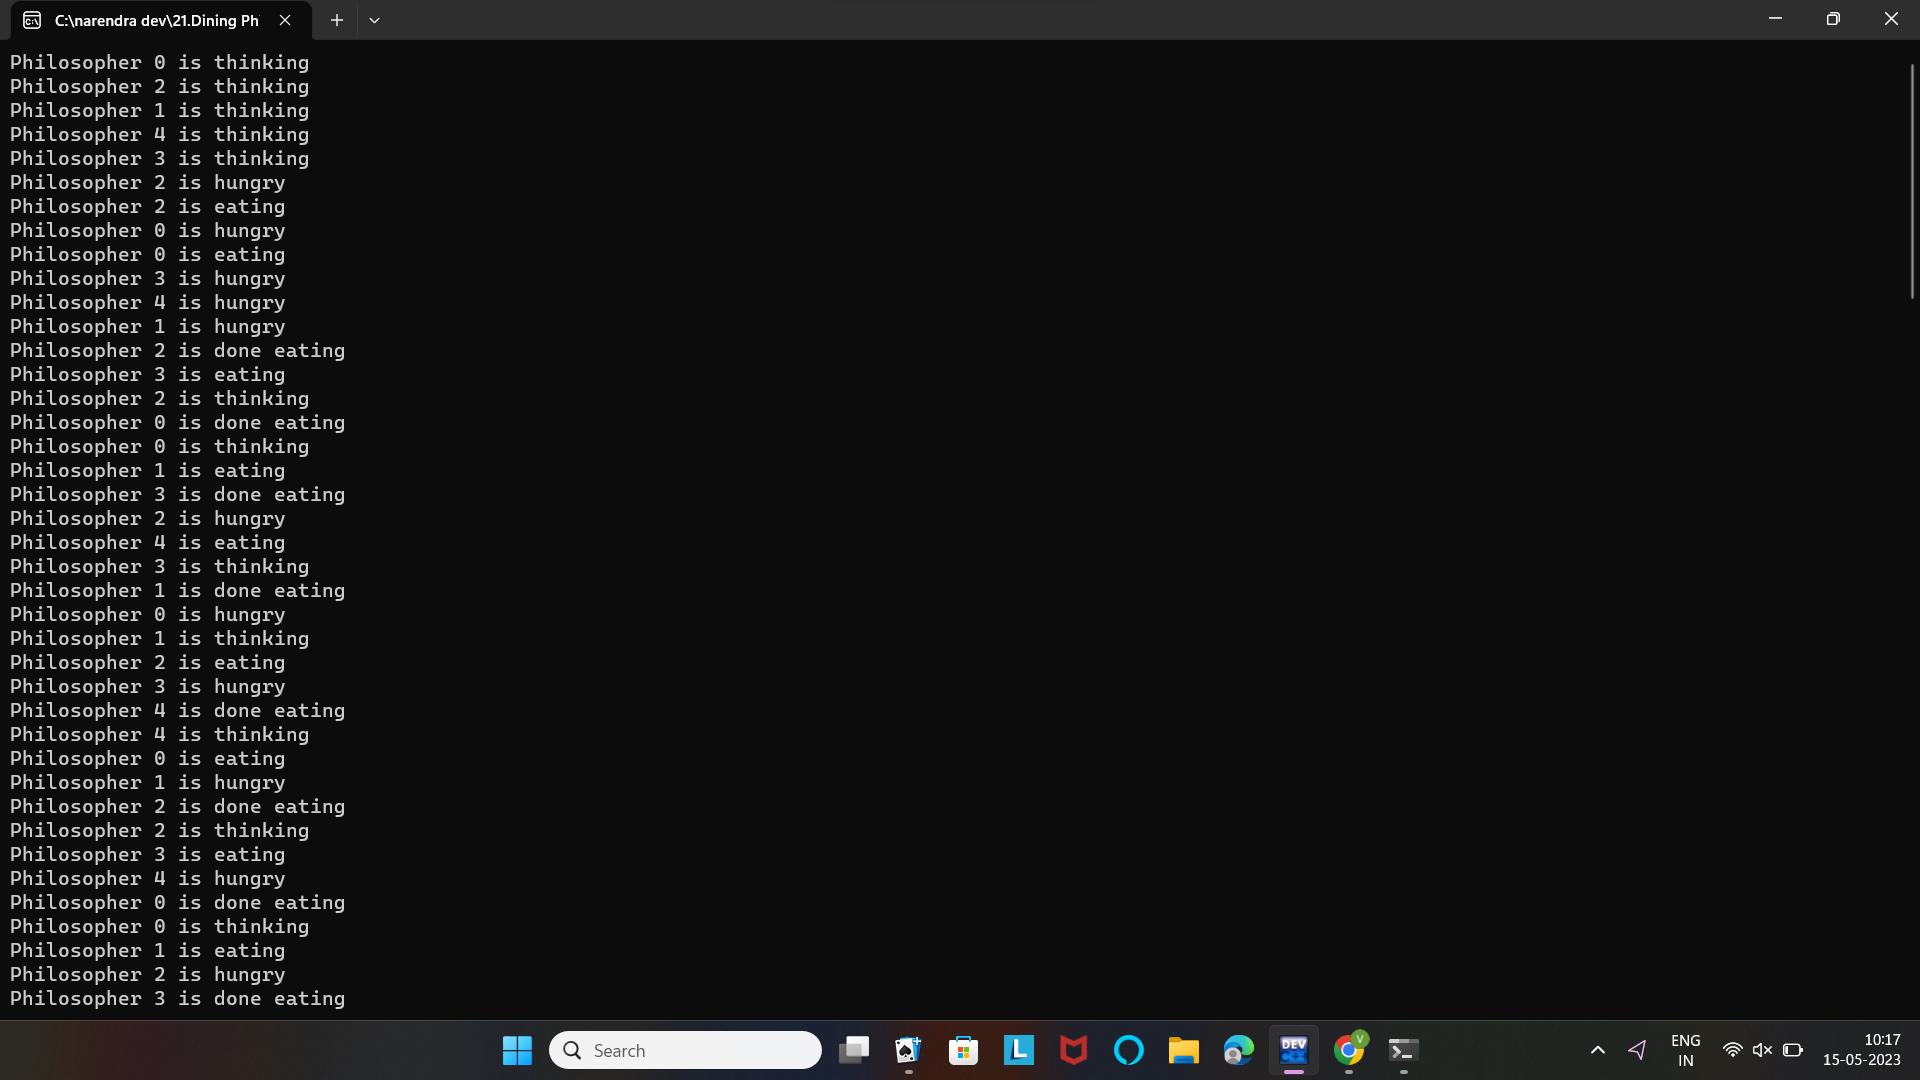 C:\narendra dev\21.Dining Ph
Philosopher 0 is thinking
Philosopher 2 is thinking
Philosopher 1 is thinking
Philosopher 4 is thinking
Philosopher 3 is thinking
Philosopher 2 is hungry
Philosopher 2 is eating
Philosopher 0 is hungry
Philosopher 0 is eating
Philosopher 3 is hungry
Philosopher 4 is hungry
Philosopher 1 is hungry
Philosopher 2 is done eating
Philosopher 3 is eating
Philosopher 2 is thinking
Philosopher 0 is done eating
Philosopher 0 is thinking
Philosopher 1 is eating
Philosopher 3 is done eating
Philosopher 2 is hungry
Philosopher 4 is eating
Philosopher 3 is thinking
Philosopher 1 is done eating
Philosopher 0 is hungry
Philosopher 1 is thinking
Philosopher 2 is eating
Philosopher 3 is hungry
Philosopher 4 is done eating
Philosopher 4 is thinking
Philosopher 0 is eating
Philosopher 1 is hungry
Philosopher 2 is done eating
Philosopher 2 is thinking
Philosopher 3 is eating
Philosopher 4 is hungry
Philosopher 0 is done eating
Philosopher 0 is thinking
Philosopher 1 is eating
Philosopher 2 is hungry
Philosopher 3 is done eating
Search
L
DEV
V
ENG
IN
10:17
15-05-2023